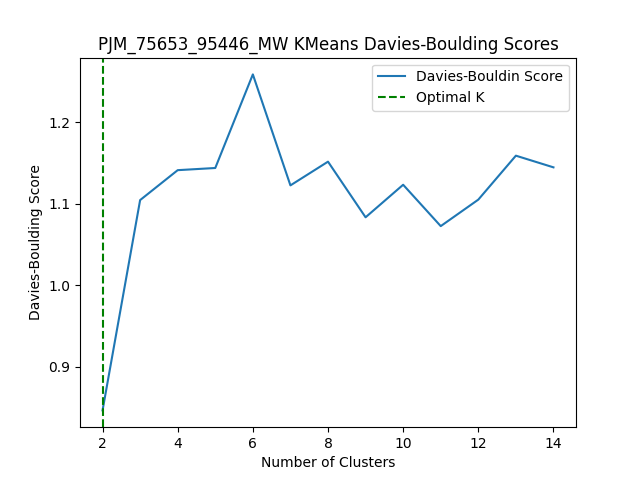 PJM_75653_95446_MW KMeans Davies-Boulding Scores
Davies-Bouldin Score
Optimal K
Davies-Boulding Score
1.2
1.1
1.0
0.9
2 4 6 8 10 12 14
Number of Clusters